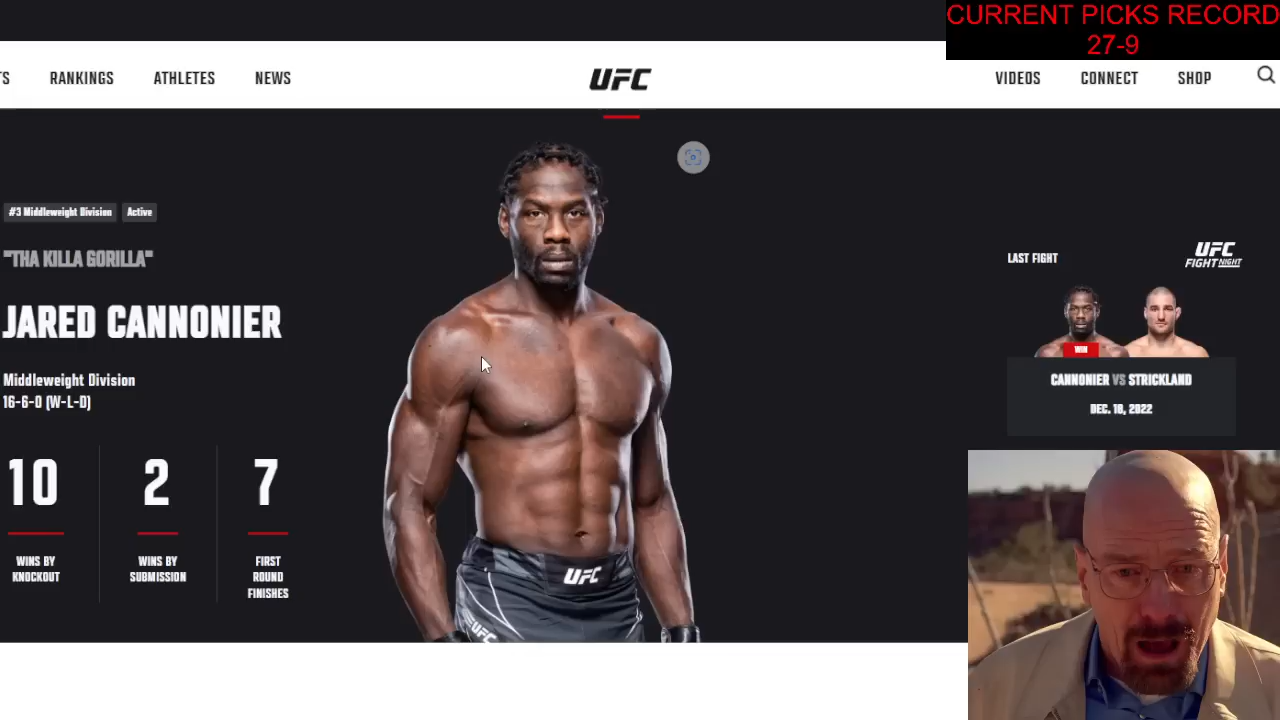 CURRENT PICKS RECORD
27-9
TS RANKINGS ATHLETES NEWS UFC VIDEOS CONNECT SHOP
#3 Middleweight Division Active
"THA KILLA GORILLA"
JARED CANNONIER
Middleweight Division
16-6-0 (W-L-D)
10 2 7
WINS BY
KNOCKOUT
WINS BY
SUBMISSION
FIRST
ROUND
FINISHES
LAST FIGHT
UFC
FIGHT NIGHT
WIN
CANNONIER VS STRICKLAND
DEC. 18, 2022
UFC
UFC